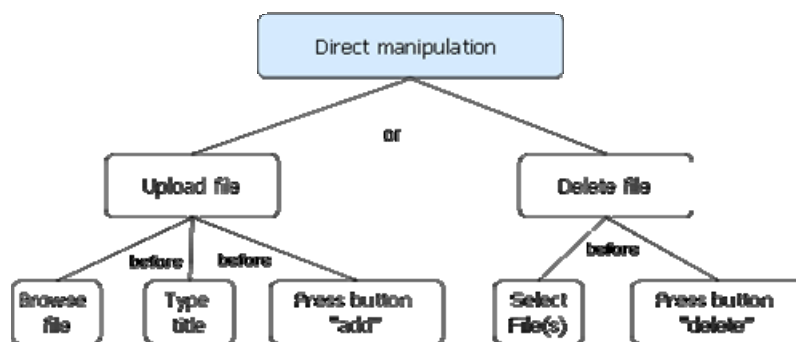 Direct manipulation
or
Upload file
Delete file
before
before
before
Browse
file
Type
title
Press button
"add"
Select
File(s)
Press button
"delete"